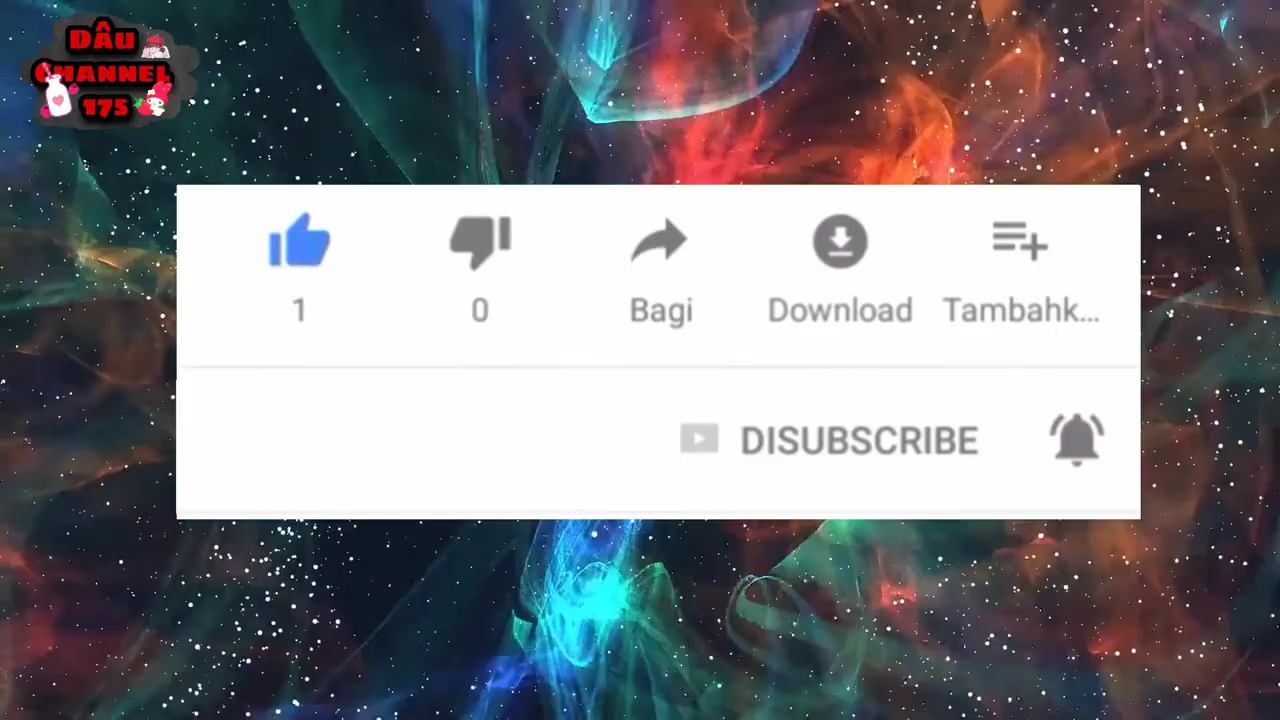 Dâu
CHANNEL
175
1
0
Bagi
Download
Tambahk...
DISUBSCRIBE